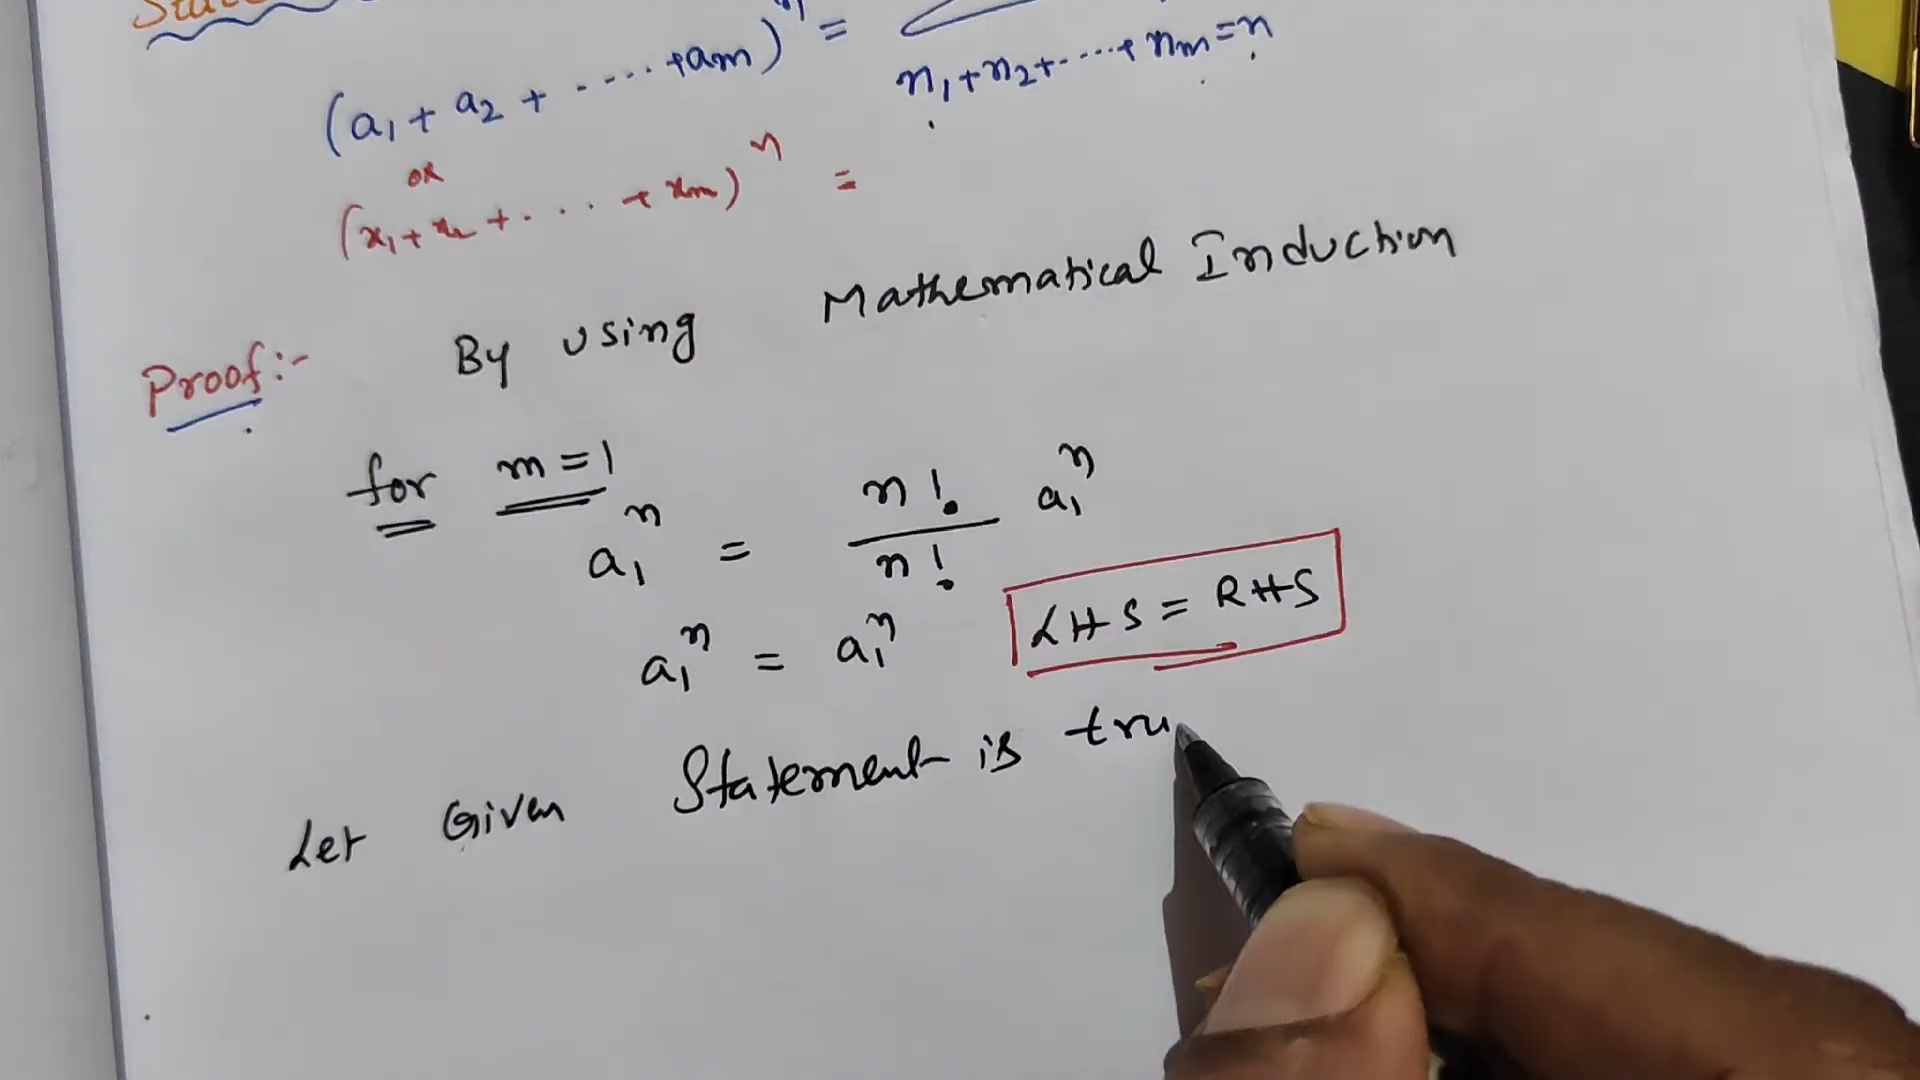 (a₁ + a₂ + ..... +am)ⁿ =
n₁+n₂+.....+nm=n
OR
(x₁+x₂ +.... + xm)ⁿ =
Proof:- By using Mathematical Induction
for m=1
a₁ⁿ = n!/n! a₁ⁿ
a₁ⁿ = a₁ⁿ LHS = RHS
Let Given Statement is tru